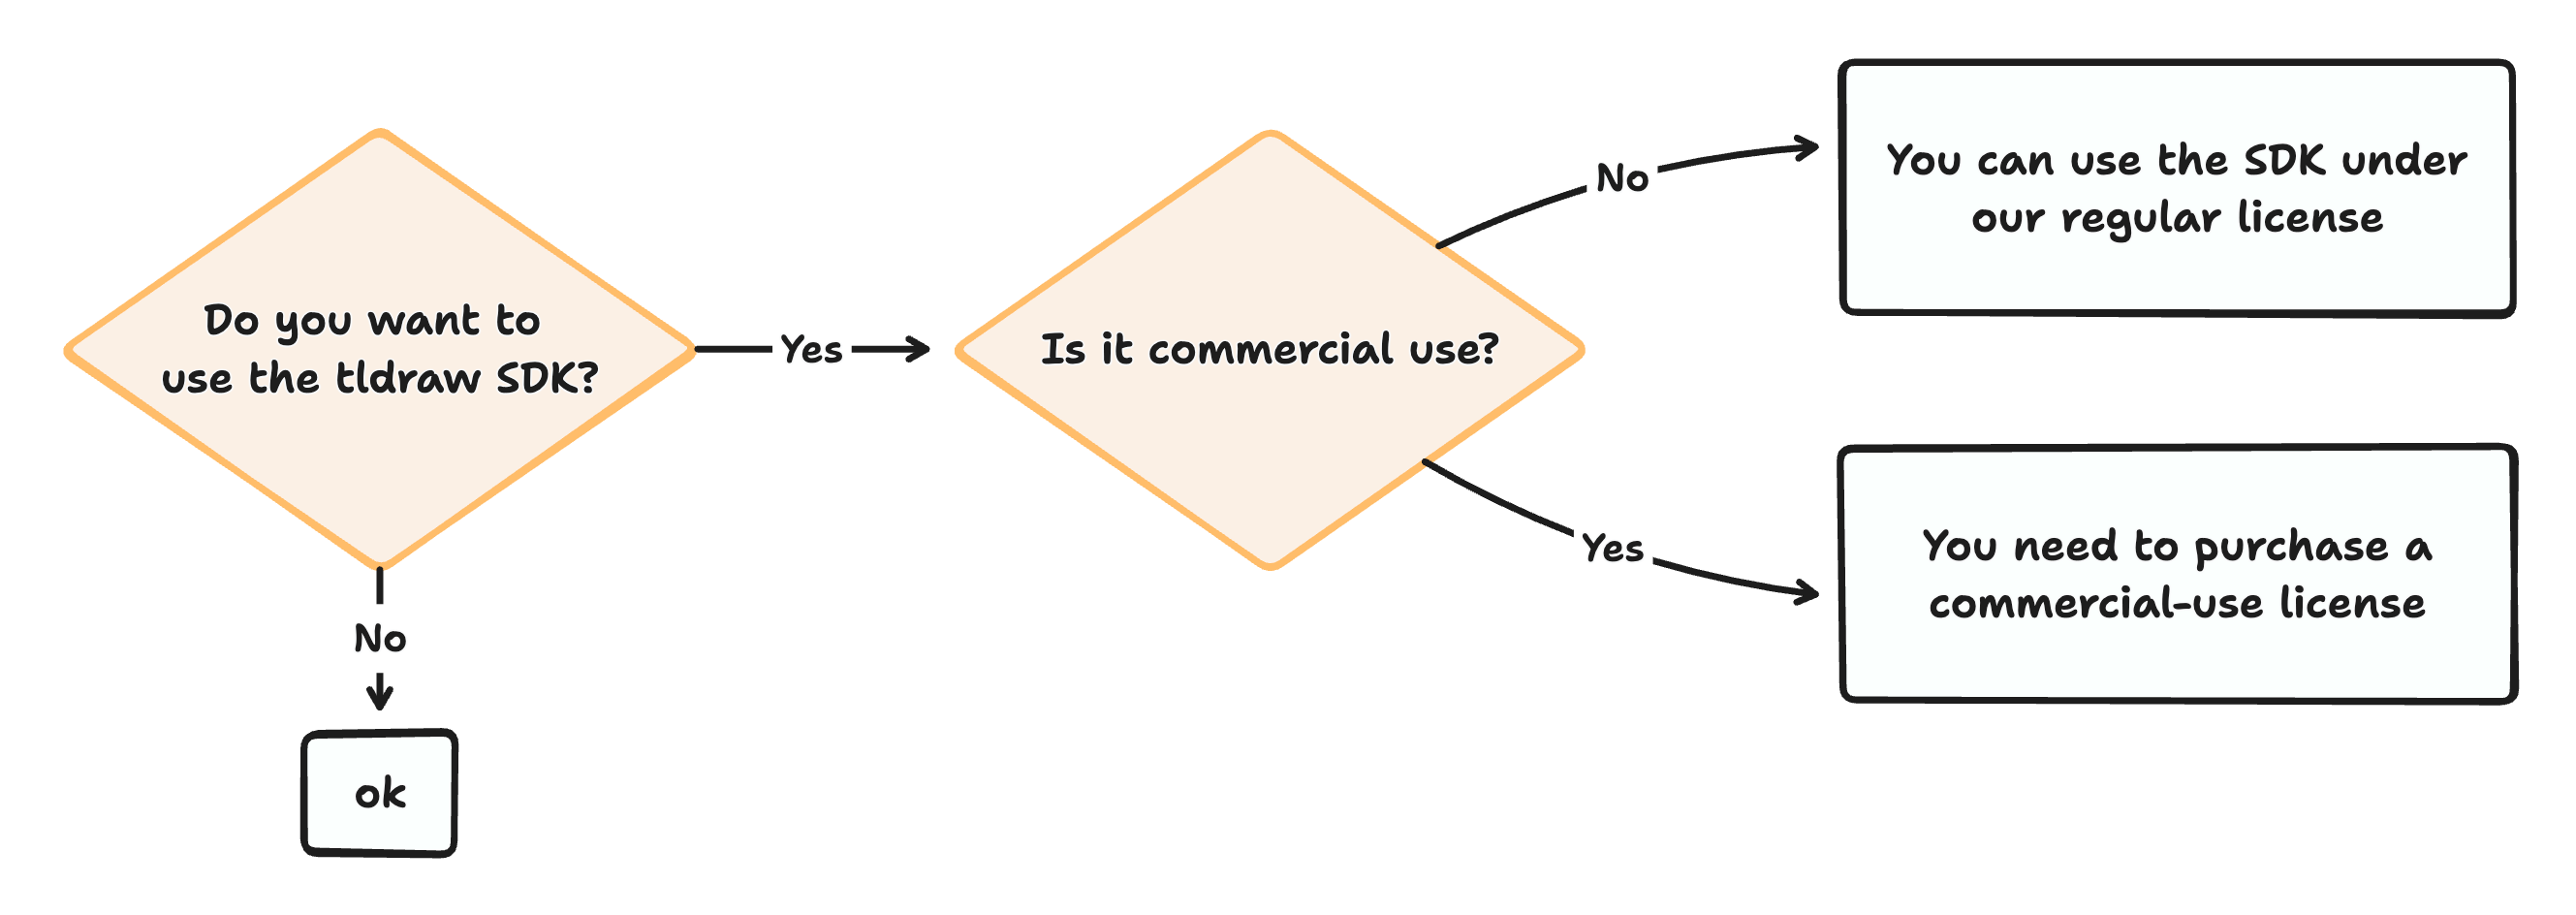 Do you want to
use the tldraw SDK?
Yes
No
ok
Is it commercial use?
No
You can use the SDK under
our regular license
Yes
You need to purchase a
commercial-use license